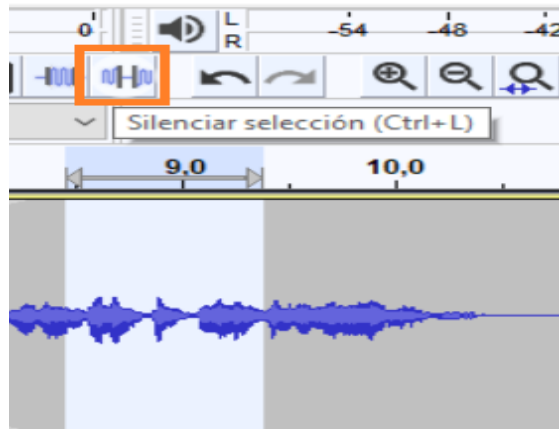 0
L
R
-54 -48 -42
Silenciar selección (Ctrl+L)
9,0 10,0